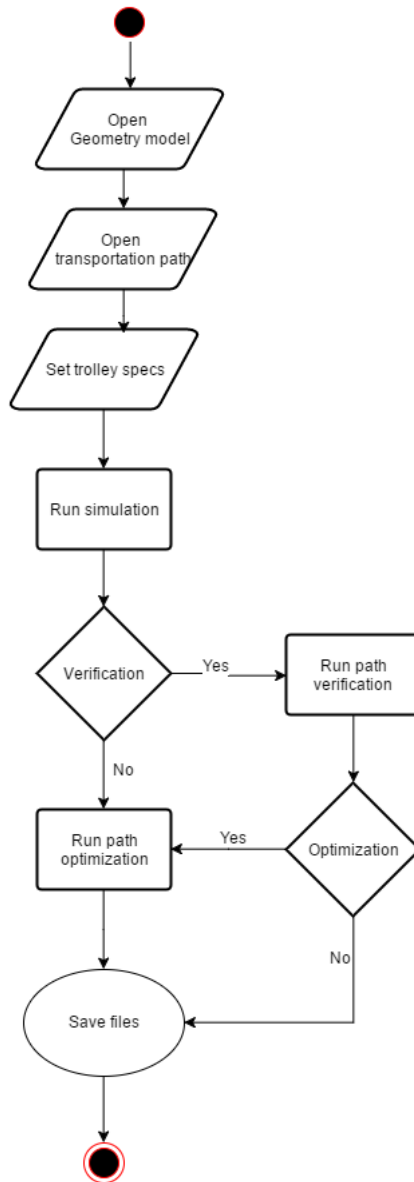 Open
Geometry model
Open
transportation path
Set trolley specs
Run simulation
Verification
Yes
Run path
verification
No
Run path
optimization
Yes
Optimization
No
Save files